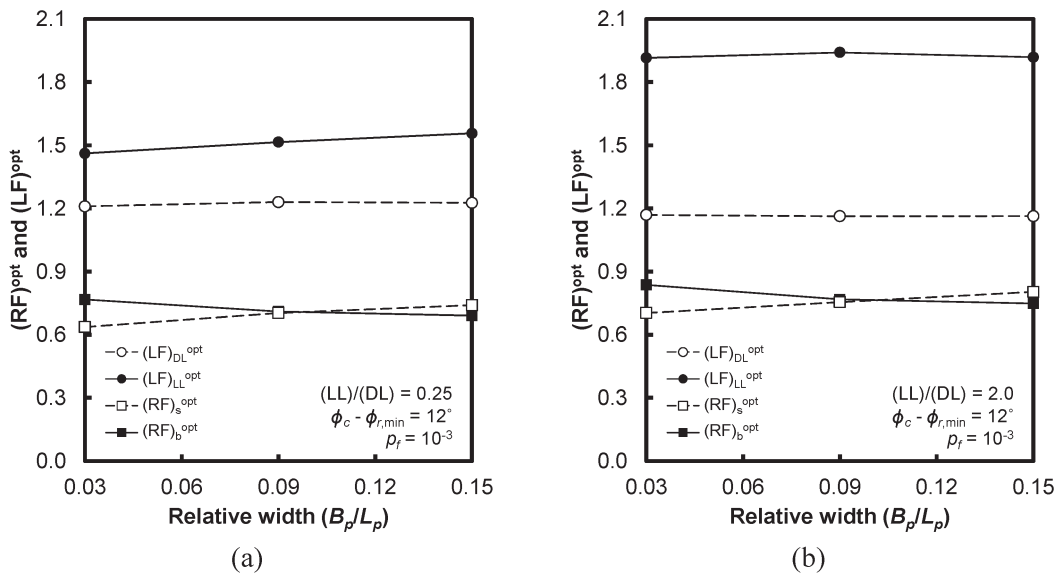 (RF)ᵒᵖᵗ and (LF)ᵒᵖᵗ
2.1
1.8
1.5
1.2
0.9
0.6
0.3
0.0
(LF)DLᵒᵖᵗ
(LF)LLᵒᵖᵗ
(RF)sᵒᵖᵗ
(RF)bᵒᵖᵗ
(LL)/(DL) = 0.25
ϕc - ϕr,min = 12°
pf = 10⁻³
0.03 0.06 0.09 0.12 0.15
Relative width (Bp/Lp)
(a)
(RF)ᵒᵖᵗ and (LF)ᵒᵖᵗ
2.1
1.8
1.5
1.2
0.9
0.6
0.3
0.0
(LF)DLᵒᵖᵗ
(LF)LLᵒᵖᵗ
(RF)sᵒᵖᵗ
(RF)bᵒᵖᵗ
(LL)/(DL) = 2.0
ϕc - ϕr,min = 12°
pf = 10⁻³
0.03 0.06 0.09 0.12 0.15
Relative width (Bp/Lp)
(b)